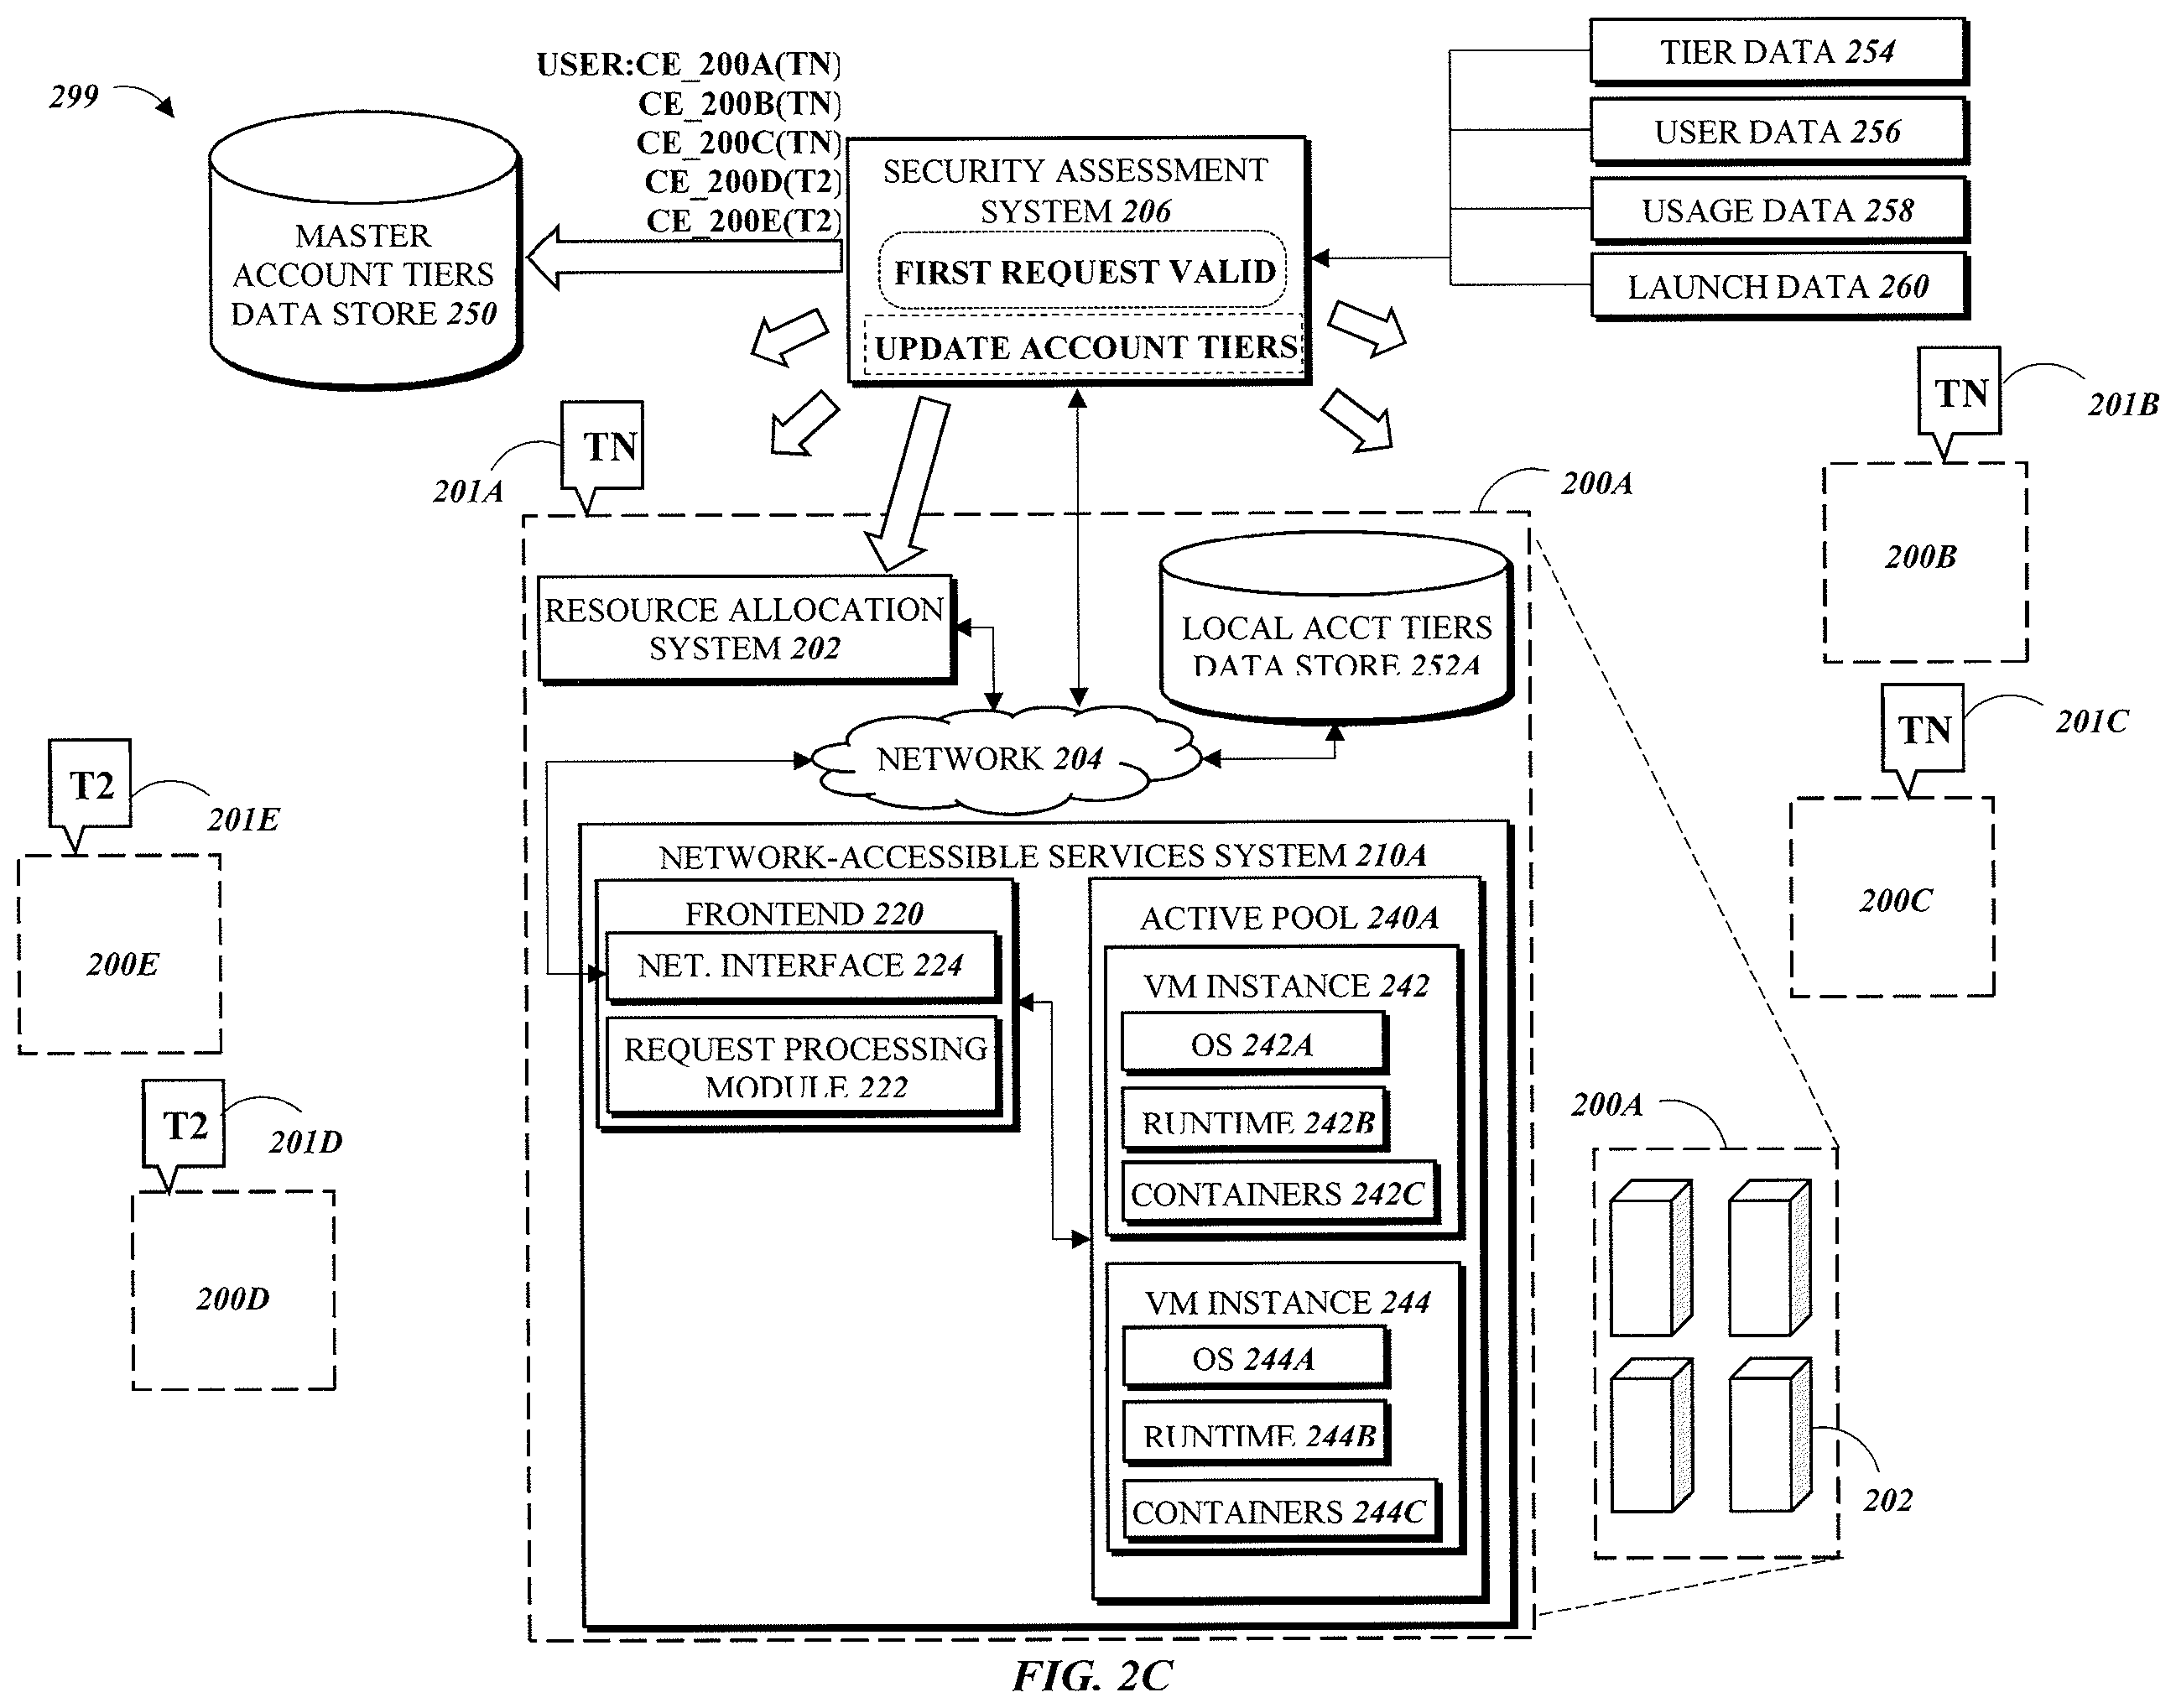 299
USER:CE_200A(TN)
CE_200B(TN)
CE_200C(TN)
CE_200D(T2)
CE_200E(T2)
MASTER
ACCOUNT TIERS
DATA STORE 250
SECURITY ASSESSMENT
SYSTEM 206
FIRST REQUEST VALID
UPDATE ACCOUNT TIERS
TIER DATA 254
USER DATA 256
USAGE DATA 258
LAUNCH DATA 260
TN
201A
TN
201B
200A
200B
RESOURCE ALLOCATION
SYSTEM 202
LOCAL ACCT TIERS
DATA STORE 252A
NETWORK 204
TN
201C
200C
T2
201E
200E
T2
201D
200D
NETWORK-ACCESSIBLE SERVICES SYSTEM 210A
FRONTEND 220
NET. INTERFACE 224
REQUEST PROCESSING
MODULE 222
ACTIVE POOL 240A
VM INSTANCE 242
OS 242A
RUNTIME 242B
CONTAINERS 242C
VM INSTANCE 244
OS 244A
RUNTIME 244B
CONTAINERS 244C
200A
202
FIG. 2C